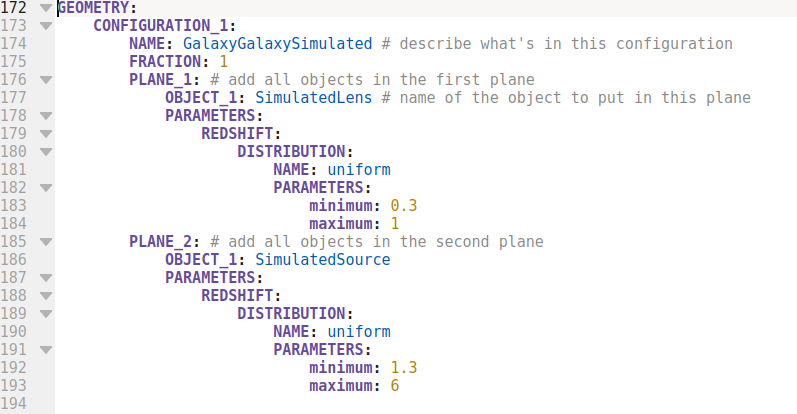 172 GEOMETRY:
173 CONFIGURATION_1:
174 NAME: GalaxyGalaxySimulated # describe what's in this configuration
175 FRACTION: 1
176 PLANE_1: # add all objects in the first plane
177 OBJECT_1: SimulatedLens # name of the object to put in this plane
178 PARAMETERS:
179 REDSHIFT:
180 DISTRIBUTION:
181 NAME: uniform
182 PARAMETERS:
183 minimum: 0.3
184 maximum: 1
185 PLANE_2: # add all objects in the second plane
186 OBJECT_1: SimulatedSource
187 PARAMETERS:
188 REDSHIFT:
189 DISTRIBUTION:
190 NAME: uniform
191 PARAMETERS:
192 minimum: 1.3
193 maximum: 6
194